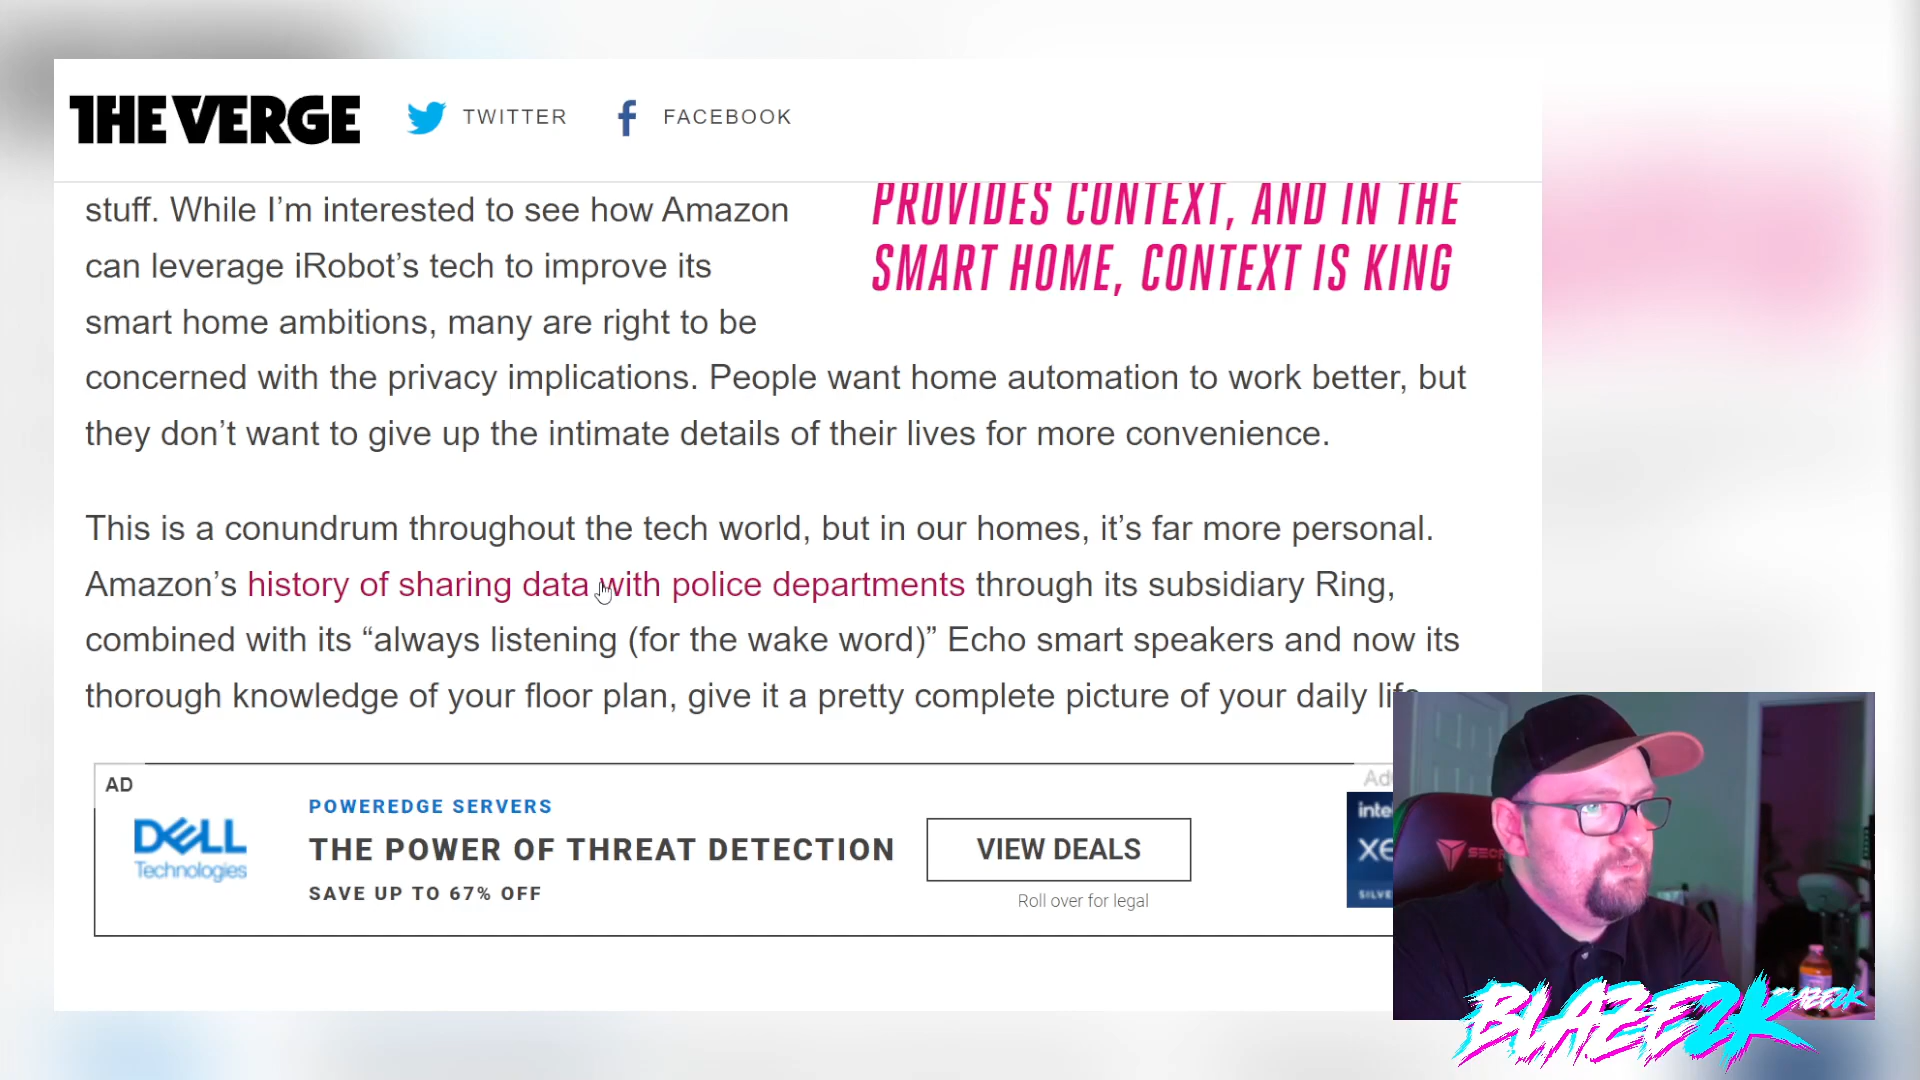 THE VERGE
TWITTER
FACEBOOK
stuff. While I’m interested to see how Amazon
can leverage iRobot’s tech to improve its
smart home ambitions, many are right to be
PROVIDES CONTEXT, AND IN THE
SMART HOME, CONTEXT IS KING
concerned with the privacy implications. People want home automation to work better, but
they don’t want to give up the intimate details of their lives for more convenience.
This is a conundrum throughout the tech world, but in our homes, it’s far more personal.
Amazon’s history of sharing data with police departments through its subsidiary Ring,
combined with its “always listening (for the wake word)” Echo smart speakers and now its
thorough knowledge of your floor plan, give it a pretty complete picture of your daily life
AD
DELL
Technologies
POWEREDGE SERVERS
THE POWER OF THREAT DETECTION
SAVE UP TO 67% OFF
VIEW DEALS
Roll over for legal
BLAZE2K